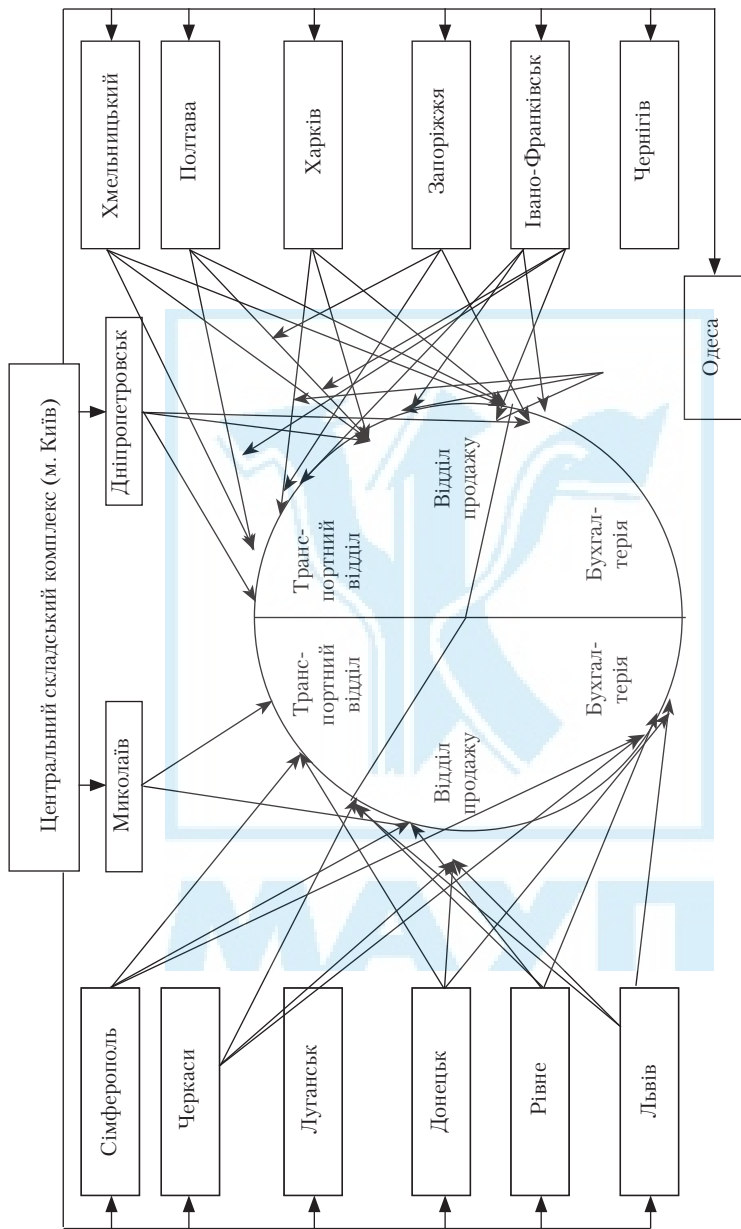 Центральний складський комплекс (м. Київ)
Миколаїв
Дніпропетровськ
Сімферополь
Черкаси
Луганськ
Донецьк
Рівне
Львів
Хмельницький
Полтава
Харків
Запоріжжя
Івано-Франківськ
Чернігів
Одеса
Транс-
портний
відділ
Транс-
портний
відділ
Відділ
продажу
Відділ
продажу
Бухгал-
терія
Бухгал-
терія
МАУП